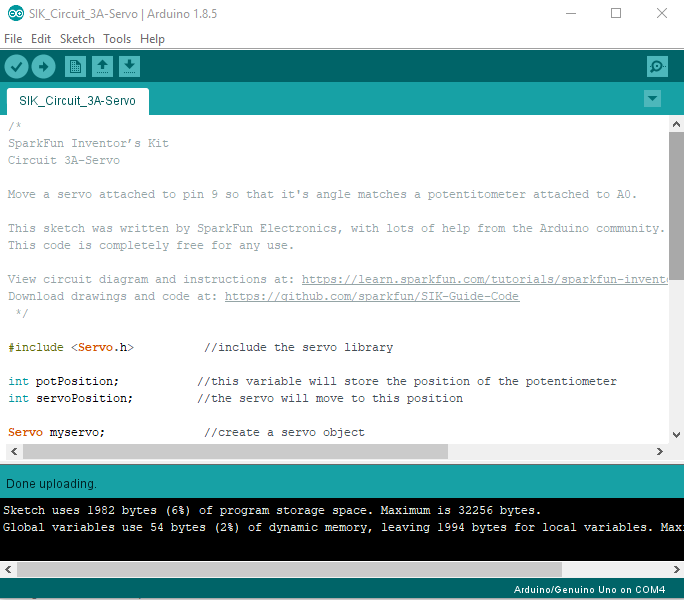 SIK_Circuit_3A-Servo | Arduino 1.8.5
File Edit Sketch Tools Help
SIK_Circuit_3A-Servo
/*
SparkFun Inventor's Kit
Circuit 3A-Servo
Move a servo attached to pin 9 so that it's angle matches a potentitometer attached to A0.
This sketch was written by SparkFun Electronics, with lots of help from the Arduino community.
This code is completely free for any use.
View circuit diagram and instructions at: https://learn.sparkfun.com/tutorials/sparkfun-invento
Download drawings and code at: https://github.com/sparkfun/SIK-Guide-Code
*/
#include <Servo.h> //include the servo library
int potPosition; //this variable will store the position of the potentiometer
int servoPosition; //the servo will move to this position
Servo myservo; //create a servo object
Done uploading.
Sketch uses 1982 bytes (6%) of program storage space. Maximum is 32256 bytes.
Global variables use 54 bytes (2%) of dynamic memory, leaving 1994 bytes for local variables. Maxi
Arduino/Genuino Uno on COM4